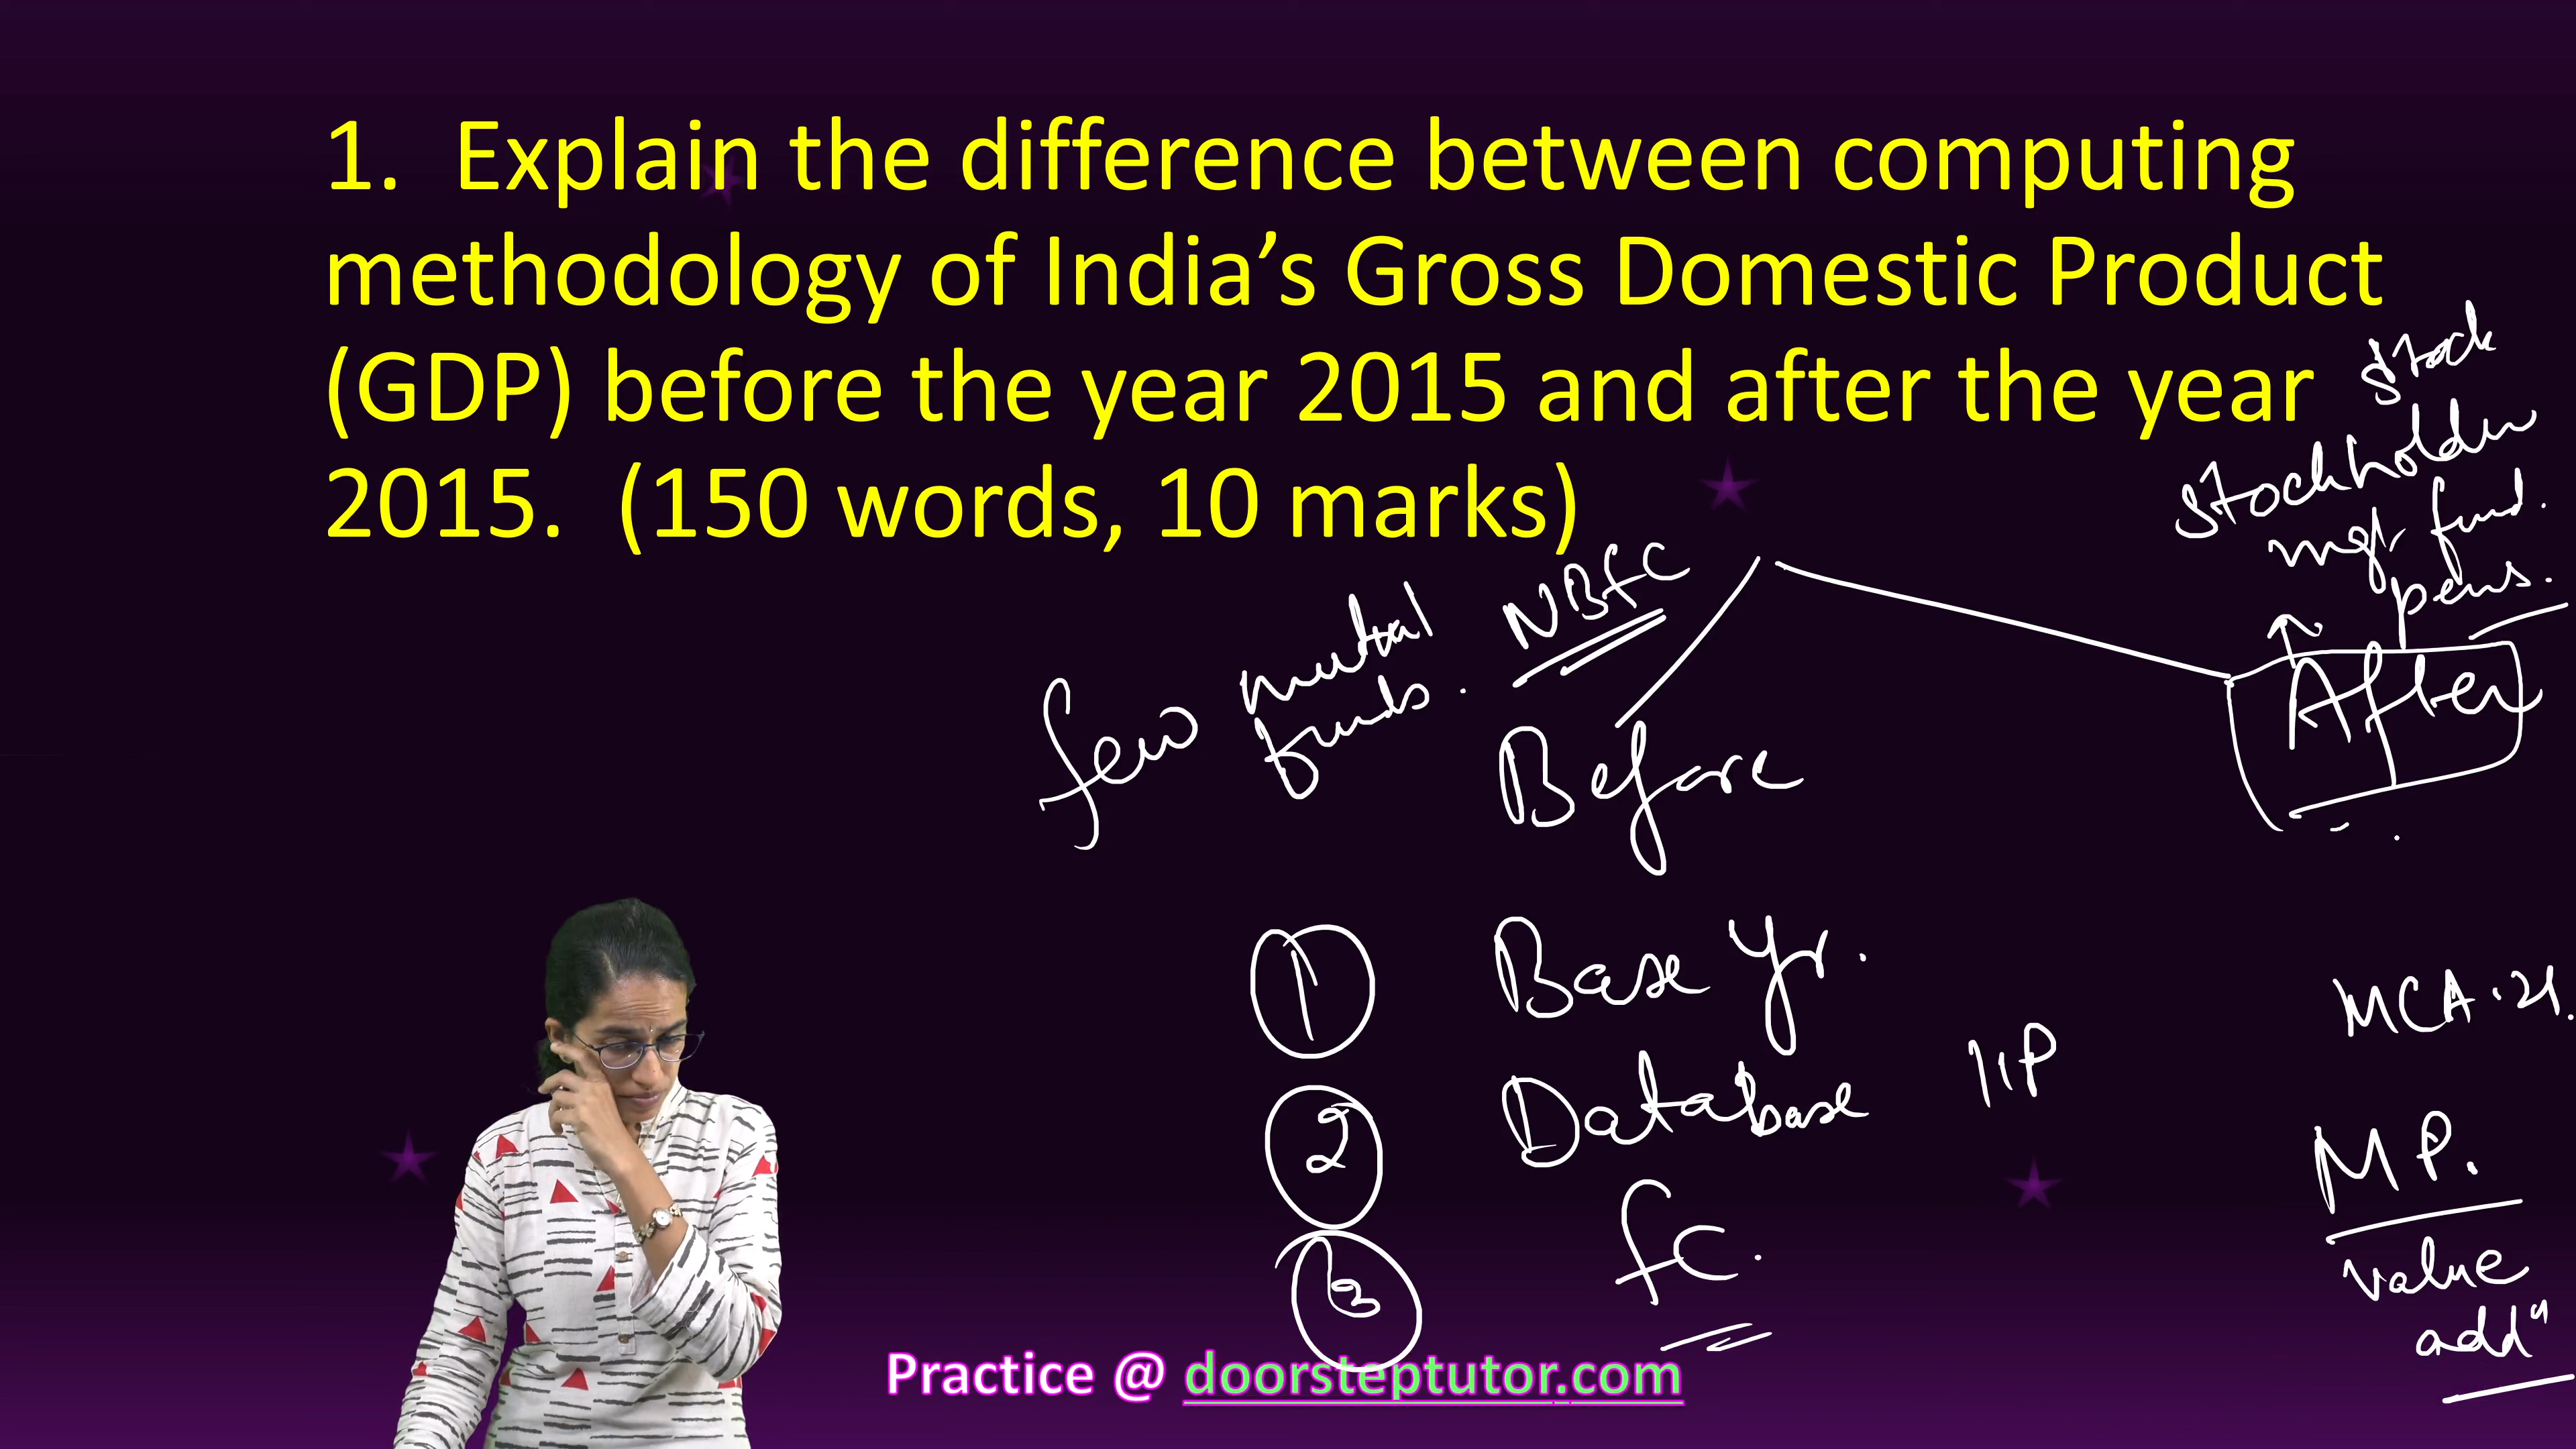 1. Explain the difference between computing
methodology of India’s Gross Domestic Product
(GDP) before the year 2015 and after the year
2015. (150 words, 10 marks)
stock
stockholder
mgt. fund.
pens.
few mutual funds. NBFC
Before
After
1 Base Yr.
MCA.21.
2 Database IIP
MP.
3 FC.
value
addn
Practice @ doorsteptutor.com